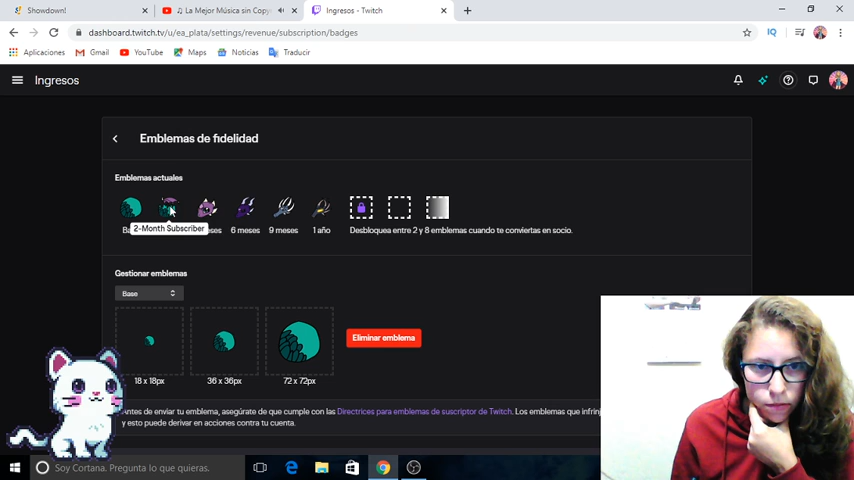 Showdown!
La Mejor Música sin Copy
Ingresos - Twitch
dashboard.twitch.tv/u/ea_plata/settings/revenue/subscription/badges
IQ
Aplicaciones
Gmail
YouTube
Maps
Noticias
Traducir
Ingresos
Emblemas de fidelidad
Emblemas actuales
Ba
eses
6 meses
9 meses
1 año
Desbloquea entre 2 y 8 emblemas cuando te conviertas en socio.
2-Month Subscriber
Gestionar emblemas
Base
Eliminar emblema
18 x 18px
36 x 36px
72 x 72px
Antes de enviar tu emblema, asegúrate de que cumple con las Directrices para emblemas de suscriptor de Twitch. Los emblemas que infrin
y esto puede derivar en acciones contra tu cuenta.
Soy Cortana. Pregunta lo que quieras.